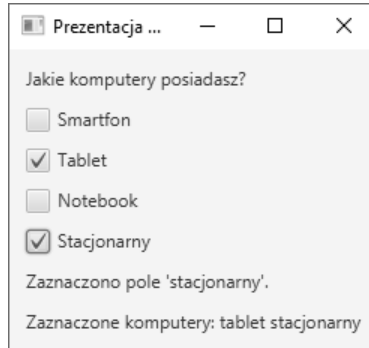 Prezentacja ...
Jakie komputery posiadasz?
Smartfon
Tablet
Notebook
Stacjonarny
Zaznaczono pole 'stacjonarny'.
Zaznaczone komputery: tablet stacjonarny